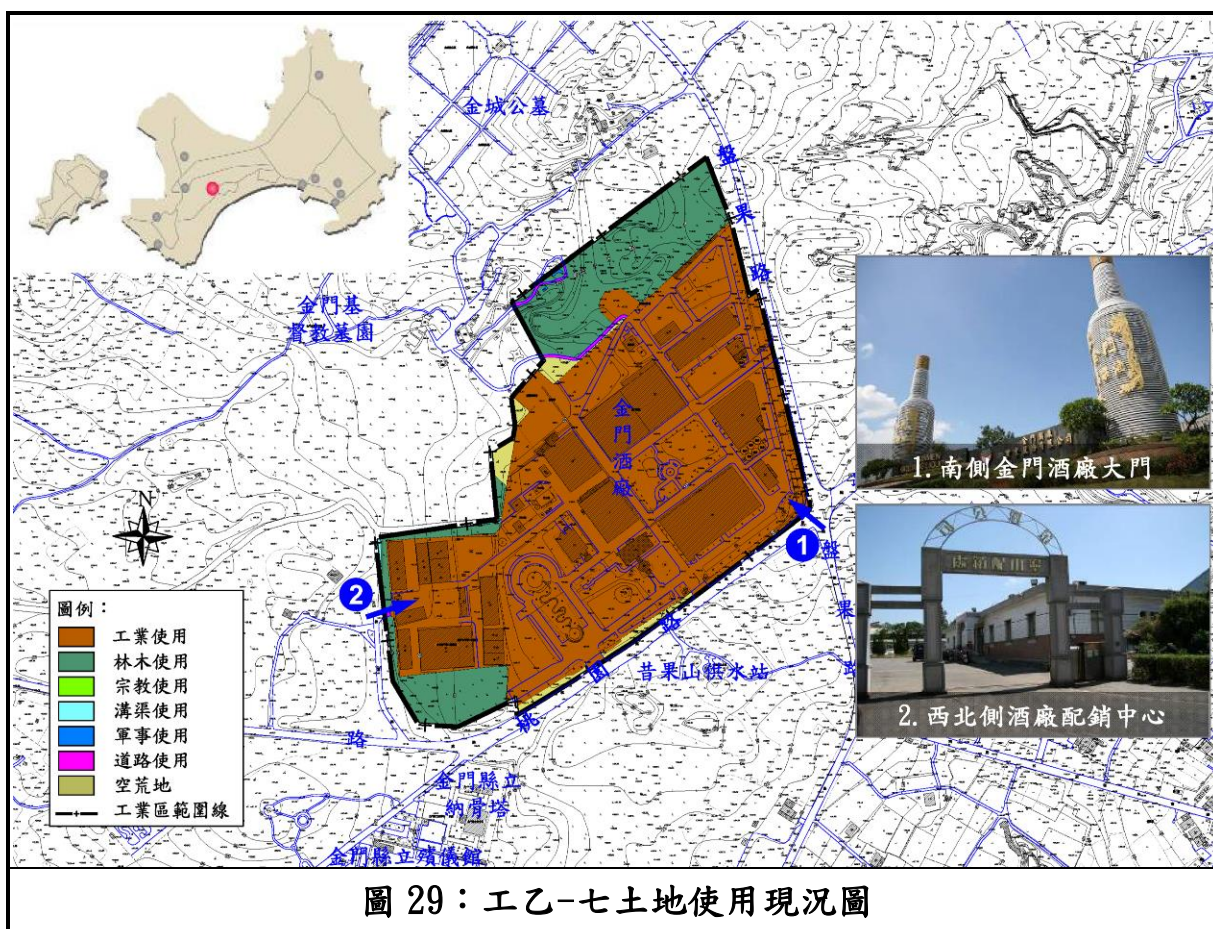 金城公墓
盤果路
金門基
督教墓園
金門酒廠
N
1
2
盤果路
桃園路
昔果山供水站
路
金門縣立
納骨塔
金門縣立殯儀館
1.南側金門酒廠大門
2.西北側酒廠配銷中心
圖例：
工業使用
林木使用
宗教使用
溝渠使用
軍事使用
道路使用
空荒地
工業區範圍線
圖 29：工乙-七土地使用現況圖